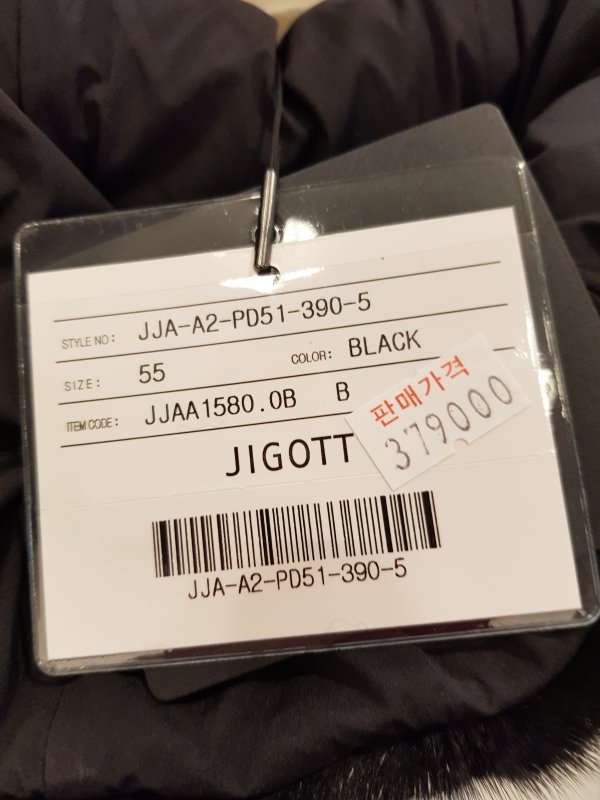 STYLE NO: JJA-A2-PD51-390-5
SIZE: 55 COLOR: BLACK
ITEM CODE: JJAA1580.0B B
판매가격
379000
JIGOTT
JJA-A2-PD51-390-5